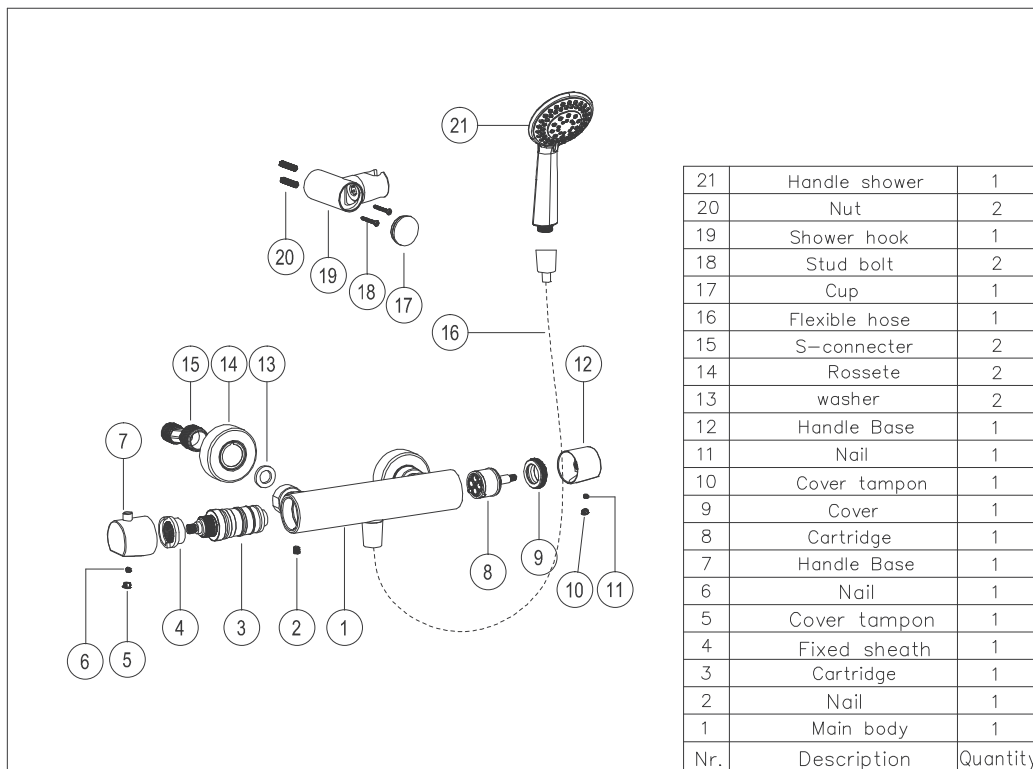 21
20
19
18
17
16
15 14 13
12
7
8
9
10
11
6
5
4
3
2
1
21 Handle shower 1
20 Nut 2
19 Shower hook 1
18 Stud bolt 2
17 Cup 1
16 Flexible hose 1
15 S-connecter 2
14 Rossete 2
13 washer 2
12 Handle Base 1
11 Nail 1
10 Cover tampon 1
9 Cover 1
8 Cartridge 1
7 Handle Base 1
6 Nail 1
5 Cover tampon 1
4 Fixed sheath 1
3 Cartridge 1
2 Nail 1
1 Main body 1
Nr. Description Quantity